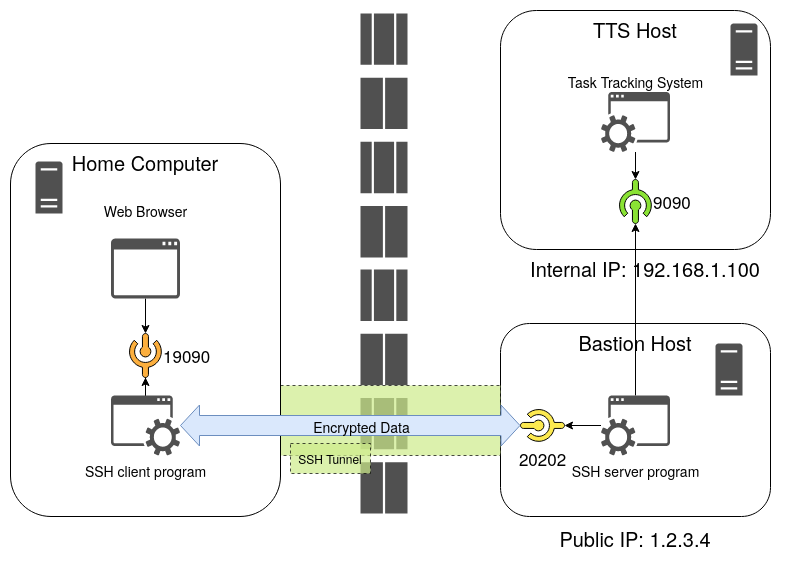 TTS Host
Task Tracking System
9090
Internal IP: 192.168.1.100
Home Computer
Web Browser
19090
SSH client program
Encrypted Data
SSH Tunnel
Bastion Host
20202
SSH server program
Public IP: 1.2.3.4